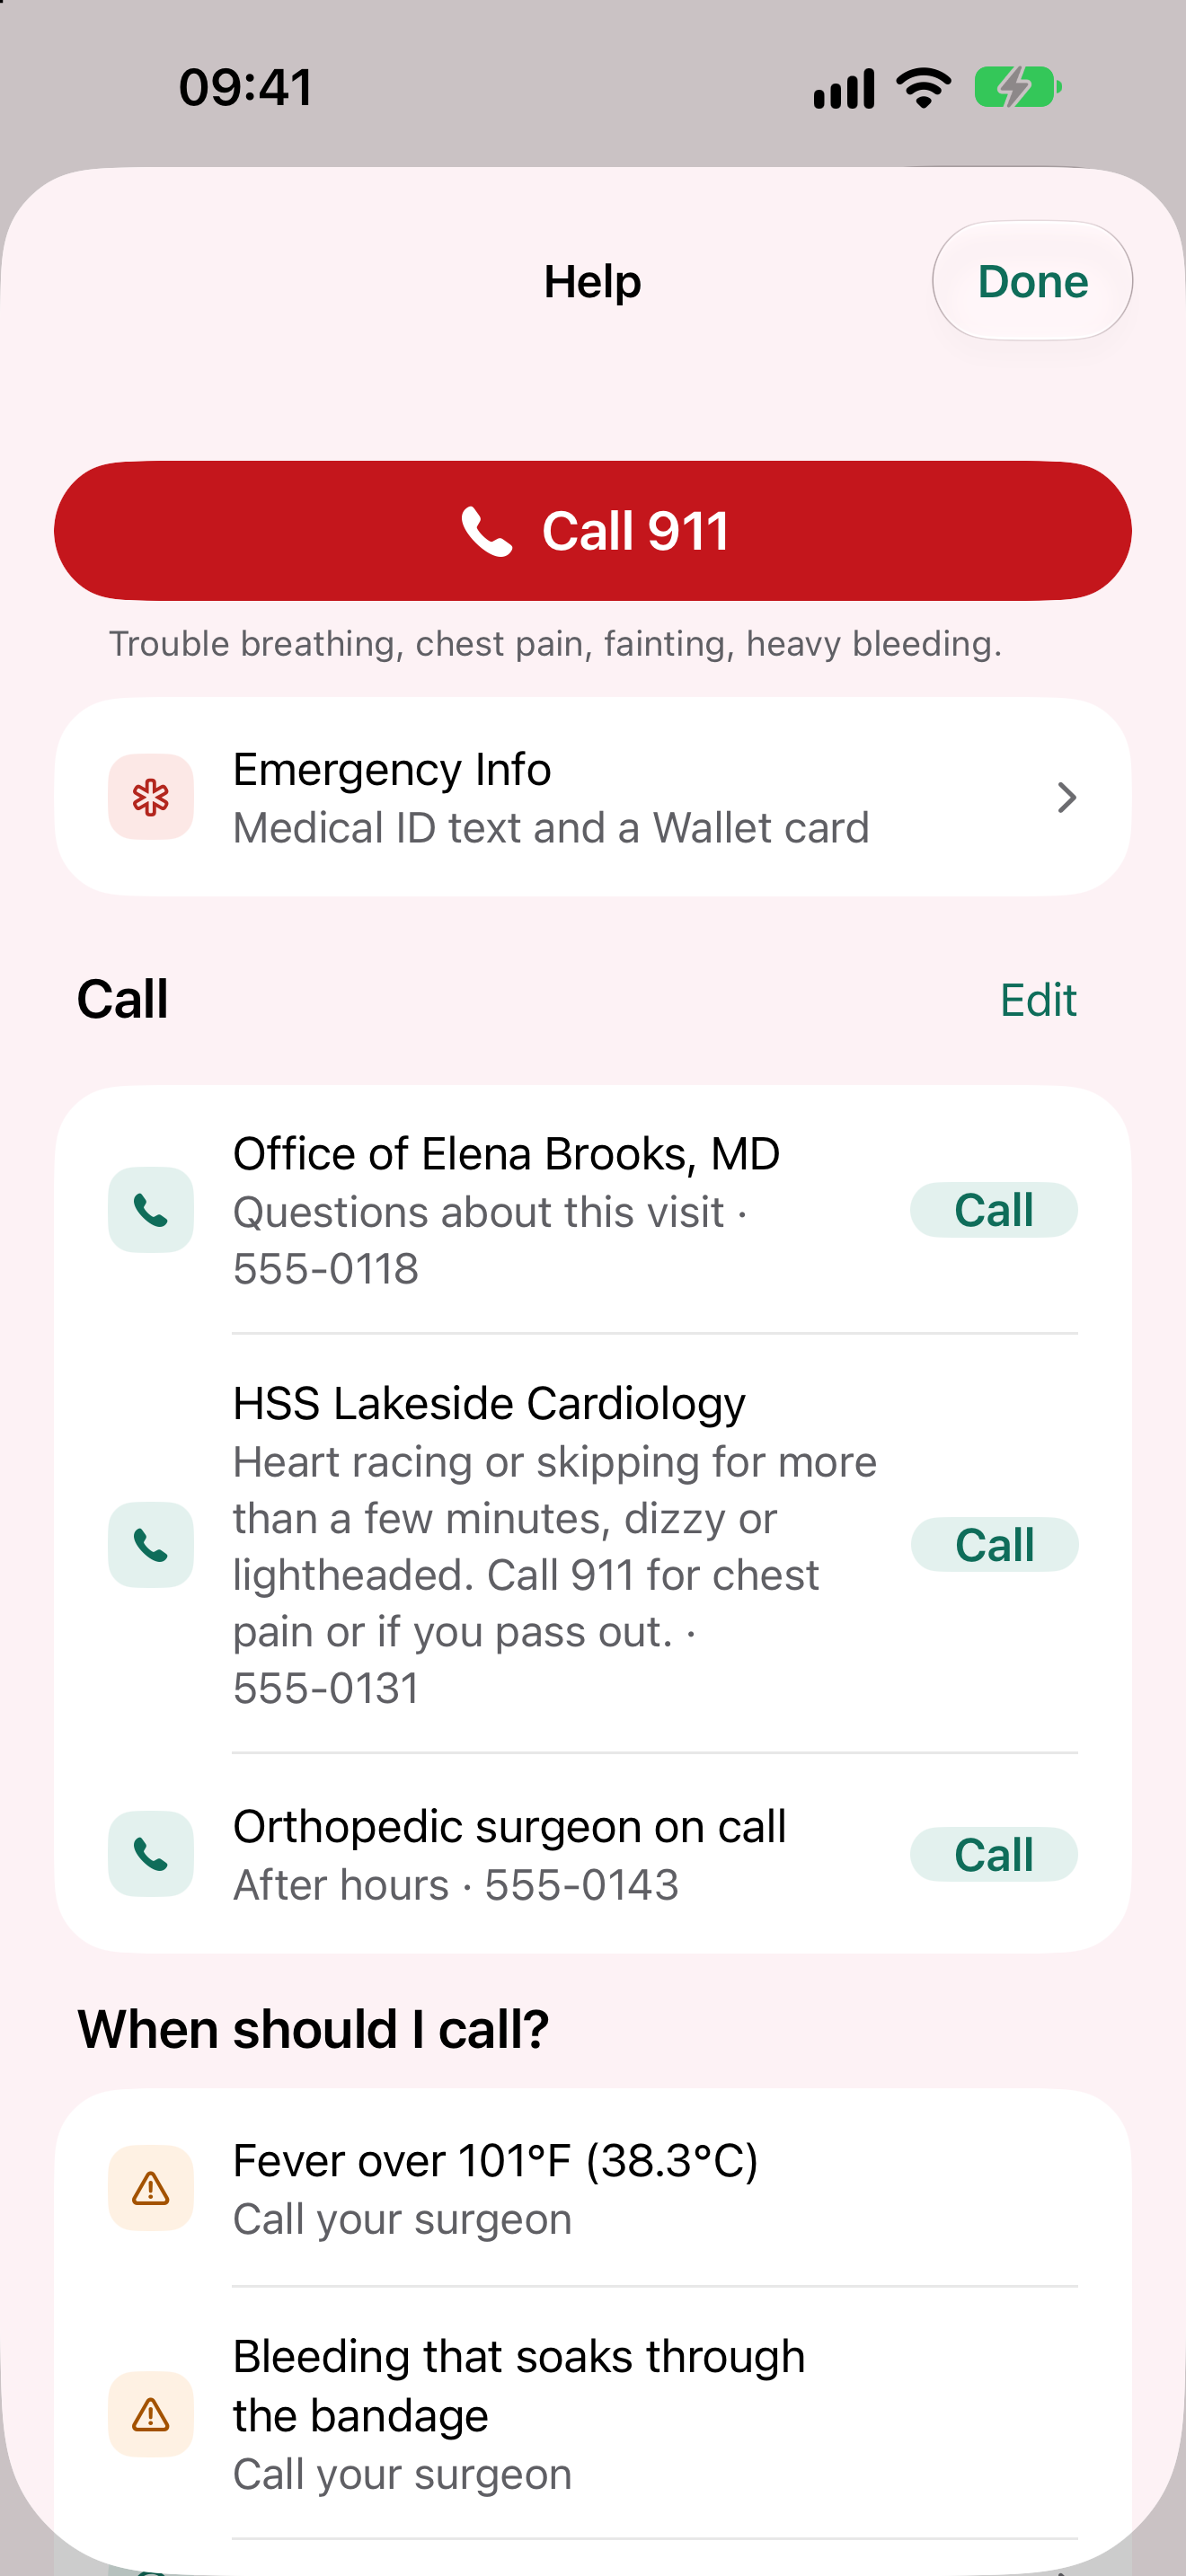 09:41
Help
Done
Call 911
Trouble breathing, chest pain, fainting, heavy bleeding.
Emergency Info
Medical ID text and a Wallet card
Call
Edit
Office of Elena Brooks, MD
Questions about this visit ·
555-0118
Call
HSS Lakeside Cardiology
Heart racing or skipping for more
than a few minutes, dizzy or
lightheaded. Call 911 for chest
pain or if you pass out. ·
555-0131
Call
Orthopedic surgeon on call
After hours · 555-0143
Call
When should I call?
Fever over 101°F (38.3°C)
Call your surgeon
Bleeding that soaks through
the bandage
Call your surgeon